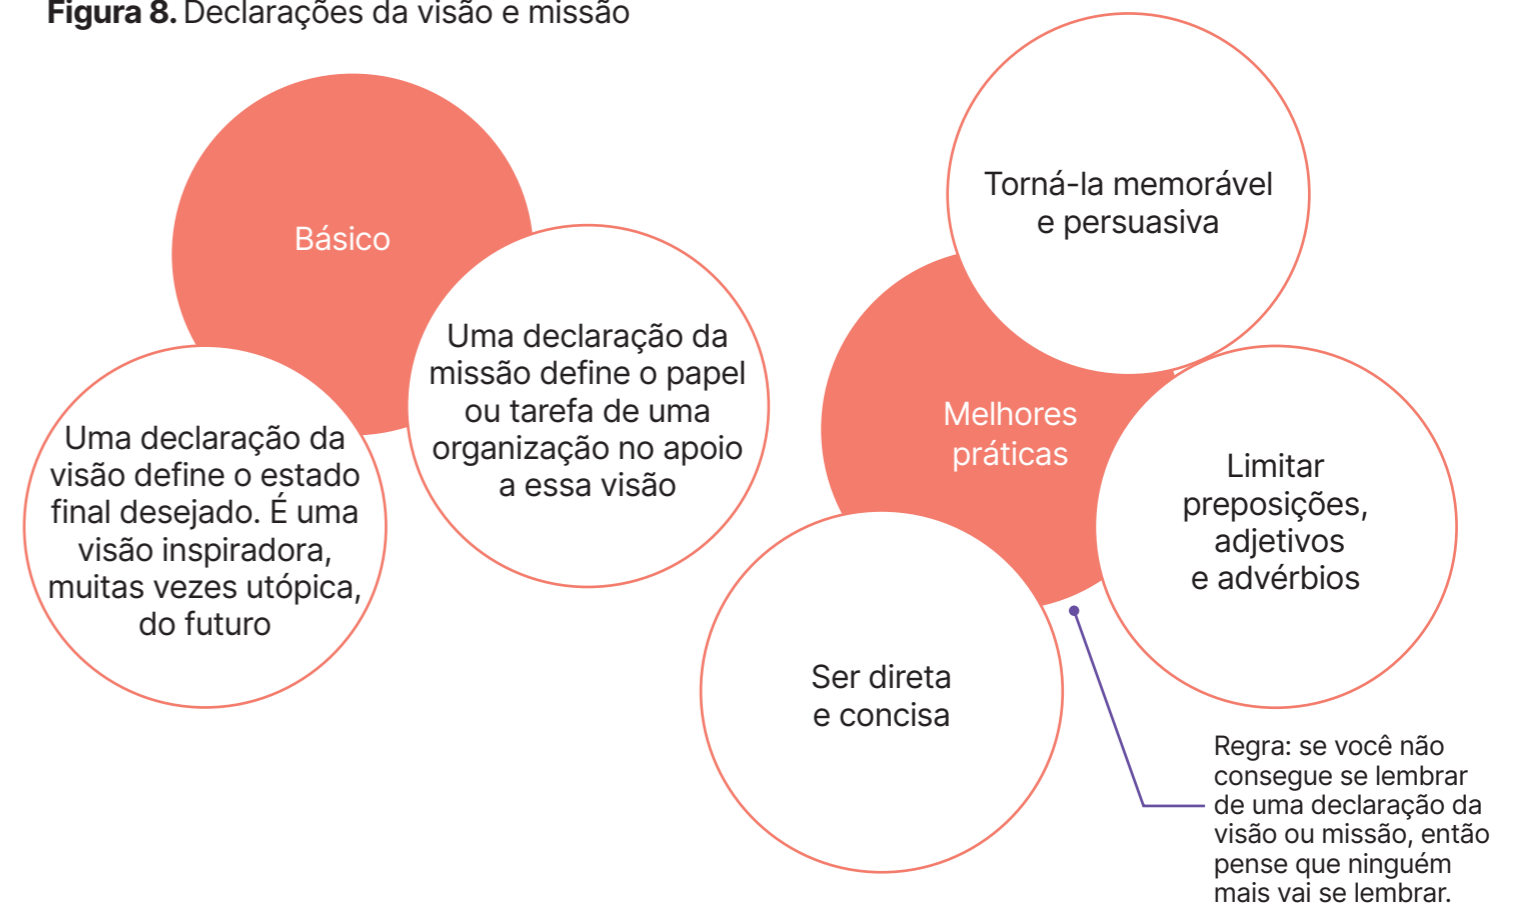 Figura 8. Declarações da visão e missão
Básico
Uma declaração da
visão define o estado
final desejado. É uma
visão inspiradora,
muitas vezes utópica,
do futuro
Uma declaração da
missão define o papel
ou tarefa de uma
organização no apoio
a essa visão
Melhores
práticas
Torná-la memorável
e persuasiva
Limitar
preposições,
adjetivos
e advérbios
Ser direta
e concisa
Regra: se você não
consegue se lembrar
de uma declaração da
visão ou missão, então
pense que ninguém
mais vai se lembrar.